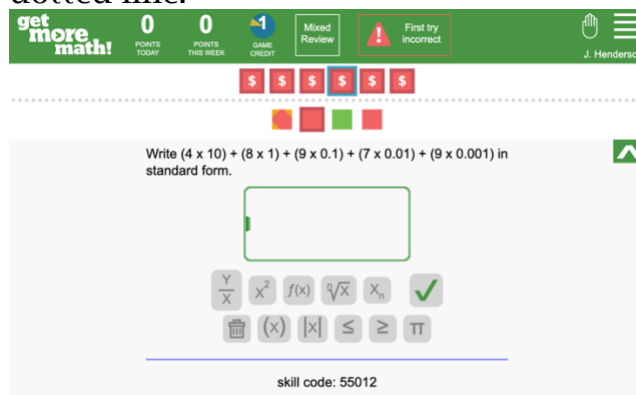 dotted line.
get more math!
0 POINTS TODAY
0 POINTS THIS WEEK
-1 GAME CREDIT
Mixed Review
First try incorrect
J. Henderso
$ $ $ $ $ $
Write (4 x 10) + (8 x 1) + (9 x 0.1) + (7 x 0.01) + (9 x 0.001) in
standard form.
Y/X x² f(x) ∜x Xₙ ✓
(x) |x| ≤ ≥ π
skill code: 55012